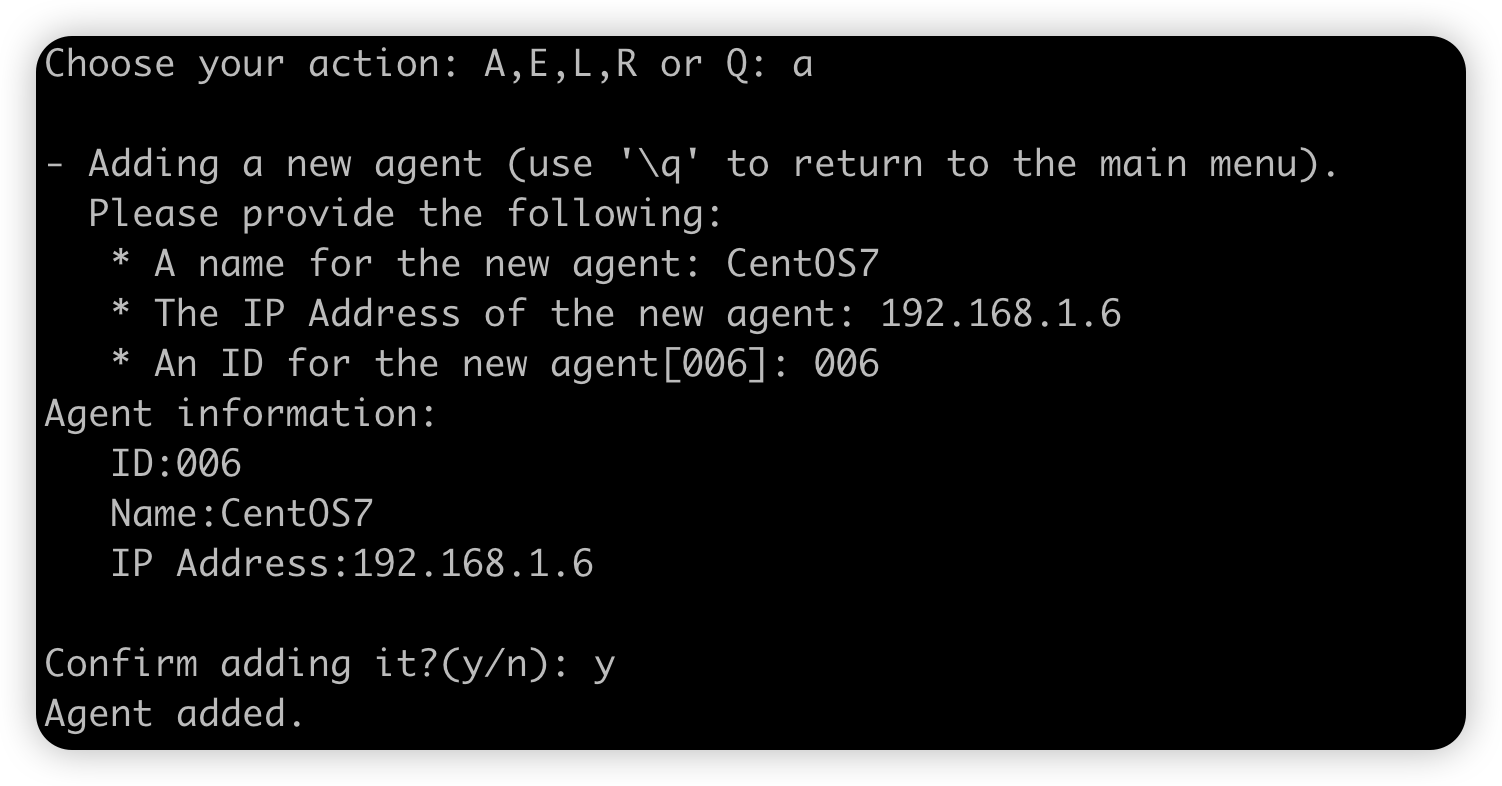 Choose your action: A,E,L,R or Q: a
- Adding a new agent (use '\q' to return to the main menu).
Please provide the following:
* A name for the new agent: CentOS7
* The IP Address of the new agent: 192.168.1.6
* An ID for the new agent[006]: 006
Agent information:
ID:006
Name:CentOS7
IP Address:192.168.1.6
Confirm adding it?(y/n): y
Agent added.